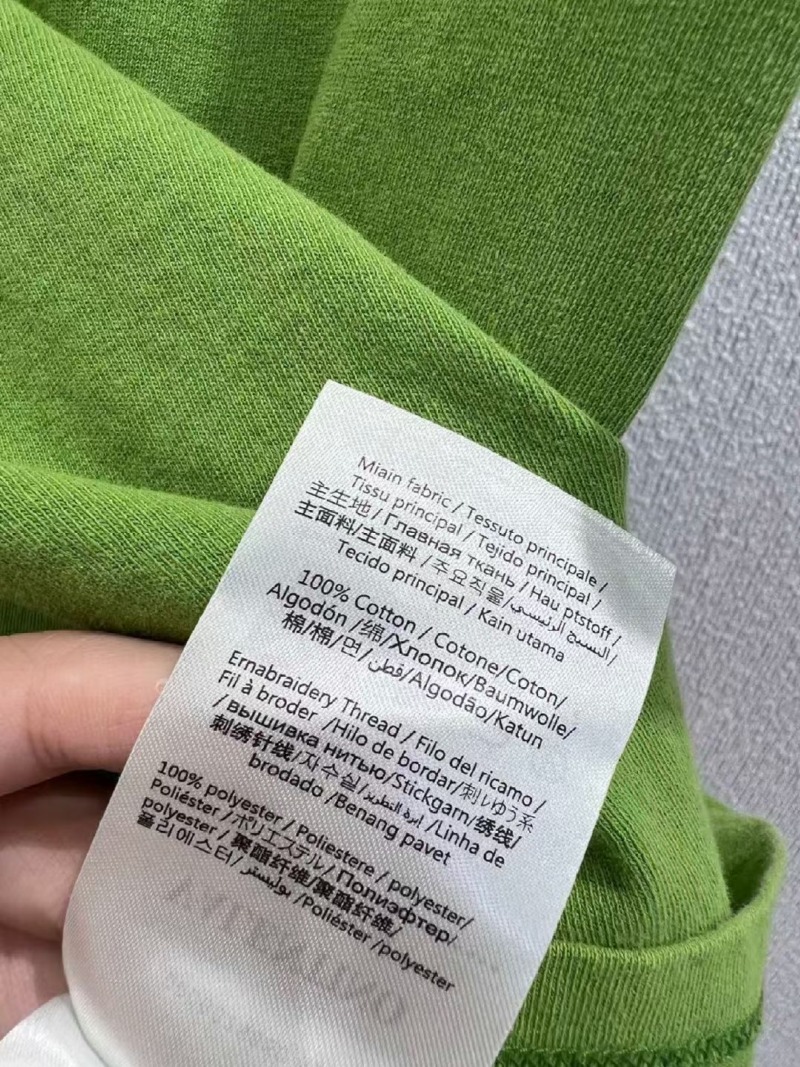 Miain fabric / Tessuto principale /
Tissu principal / Tejido principal /
主生地 / Главная ткань / Hau ptstoff /
主面料/主面料 /주요직물/النسيج الرئيسي/
Tecido principal / Kain utama
100% Cotton / Cotone/Coton/
Algodón /绵/Хлопок/Baumwolle/
棉/棉/면/قطن/Algodão/Katun
Ernabraidery Thread / Filo del ricamo /
Fil à broder /Hilo de bordar/刺しゅう系
/ вышивка нитью/Stickgarn/绣线/
刺绣针线/자수실/ابرة التطريز/Linha de
brodado /Benang pavet
100% polyester / Poliestere / polyester/
Poliéster /ポリエステル/ Полиэфтер/
polyester / 聚酯纤维/聚酯纤维/
폴리에스터/ بوليستر /Poliéster /polyester